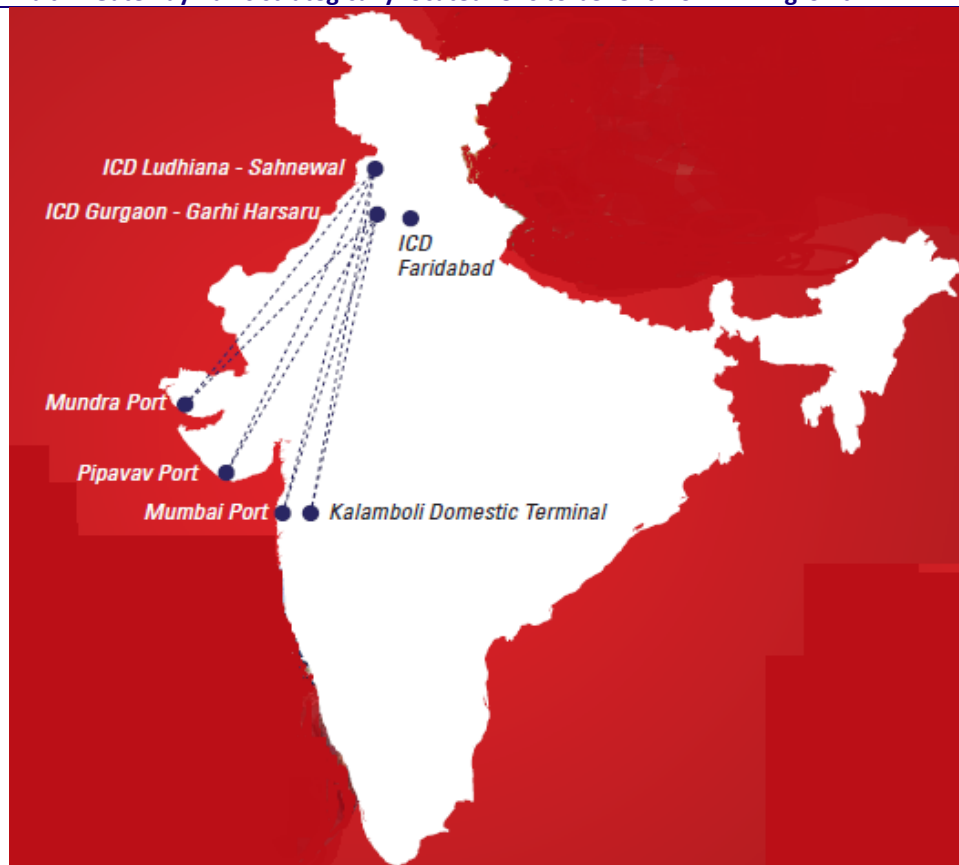 ICD Ludhiana - Sahnewal
ICD Gurgaon - Garhi Harsaru
ICD
Faridabad
Mundra Port
Pipavav Port
Mumbai Port
Kalamboli Domestic Terminal